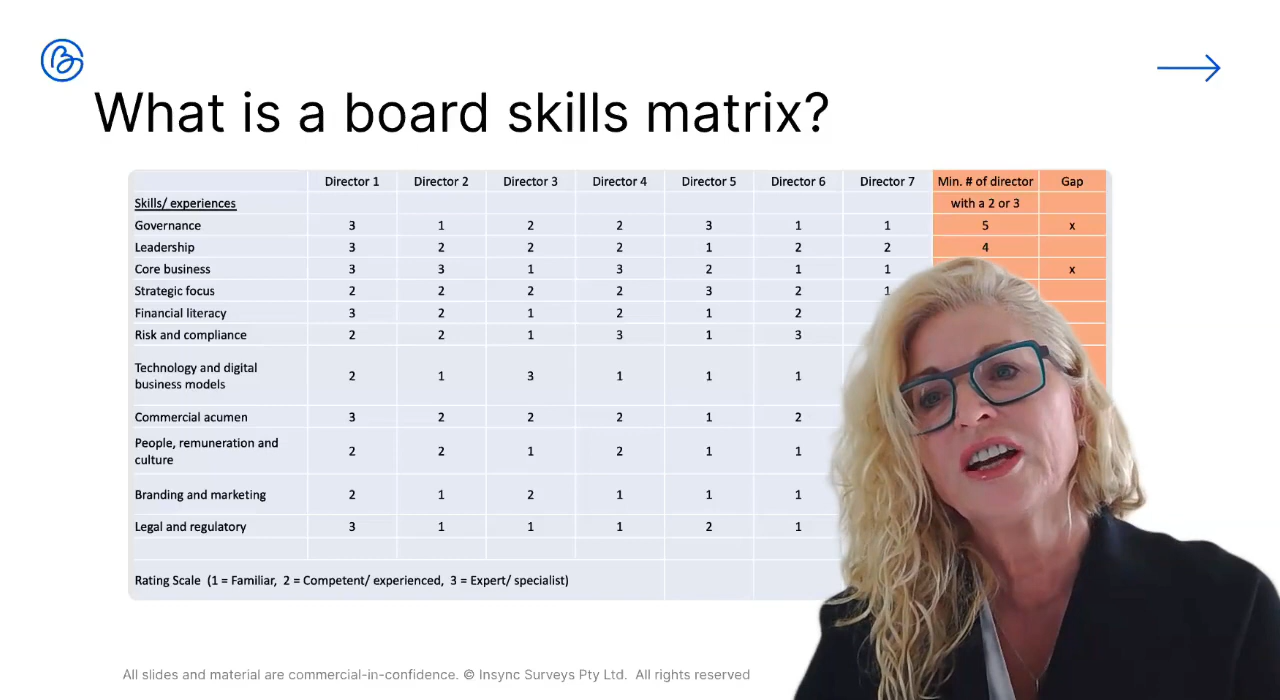 What is a board skills matrix?
Director 1 Director 2 Director 3 Director 4 Director 5 Director 6 Director 7 Min. # of director Gap
Skills/ experiences with a 2 or 3
Governance 3 1 2 2 3 1 1 5 x
Leadership 3 2 2 2 1 2 2 4
Core business 3 3 1 3 2 1 1 x
Strategic focus 2 2 2 2 3 2 1
Financial literacy 3 2 1 2 1 2
Risk and compliance 2 2 1 3 1 3
Technology and digital
business models 2 1 3 1 1 1
Commercial acumen 3 2 2 2 1 2
People, remuneration and
culture 2 2 1 2 1 1
Branding and marketing 2 1 2 1 1 1
Legal and regulatory 3 1 1 1 2 1
Rating Scale (1 = Familiar, 2 = Competent/ experienced, 3 = Expert/ specialist)
All slides and material are commercial-in-confidence. © Insync Surveys Pty Ltd. All rights reserved